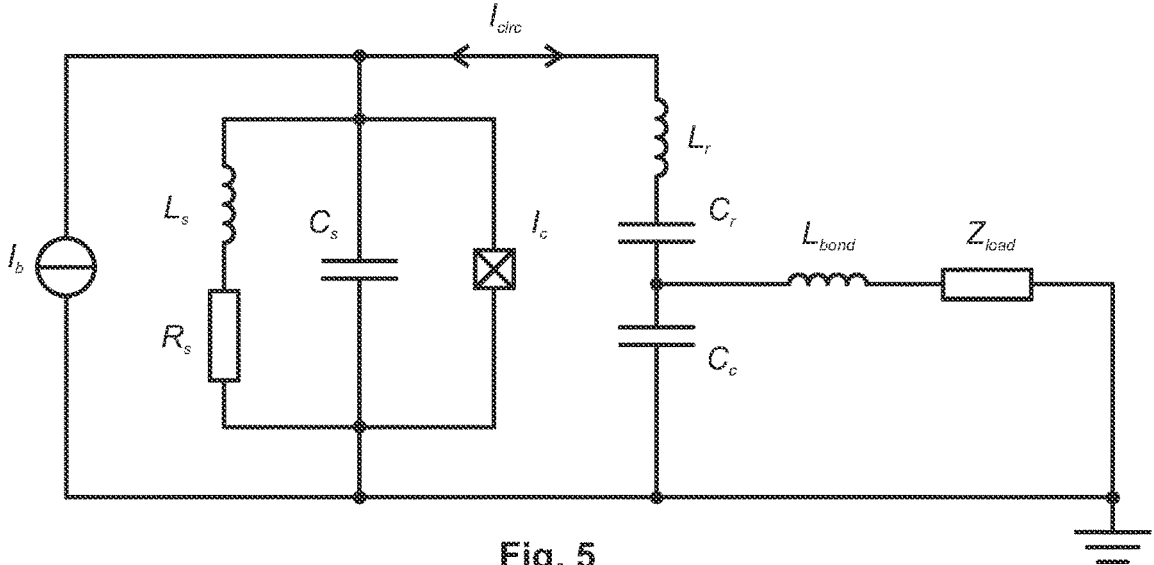 I_circ
L_r
L_s
C_s
I_c
C_r
L_bond
Z_load
I_b
R_s
C_c
Fig. 5